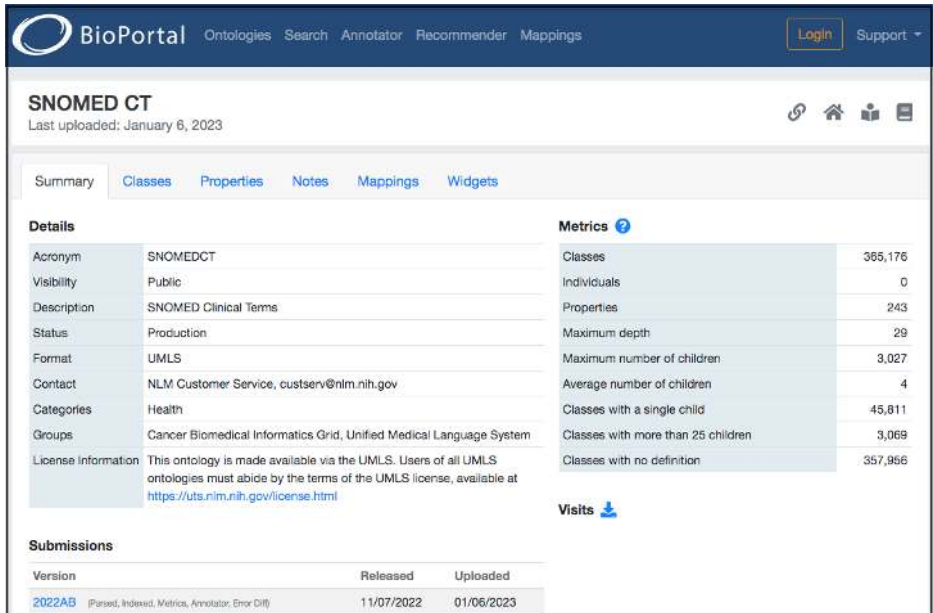 BioPortal Ontologies Search Annotator Recommender Mappings Login Support
SNOMED CT
Last uploaded: January 6, 2023
Summary Classes Properties Notes Mappings Widgets
Details
Acronym SNOMEDCT
Visibility Public
Description SNOMED Clinical Terms
Status Production
Format UMLS
Contact NLM Customer Service, custserv@nlm.nih.gov
Categories Health
Groups Cancer Biomedical Informatics Grid, Unified Medical Language System
License Information This ontology is made available via the UMLS. Users of all UMLS
ontologies must abide by the terms of the UMLS license, available at
https://uts.nlm.nih.gov/license.html
Metrics ?
Classes 365,176
Individuals 0
Properties 243
Maximum depth 29
Maximum number of children 3,027
Average number of children 4
Classes with a single child 45,811
Classes with more than 25 children 3,069
Classes with no definition 357,956
Visits
Submissions
Version Released Uploaded
2022AB (Parsed, Indexed, Metrics, Annotator, Error Diff) 11/07/2022 01/06/2023